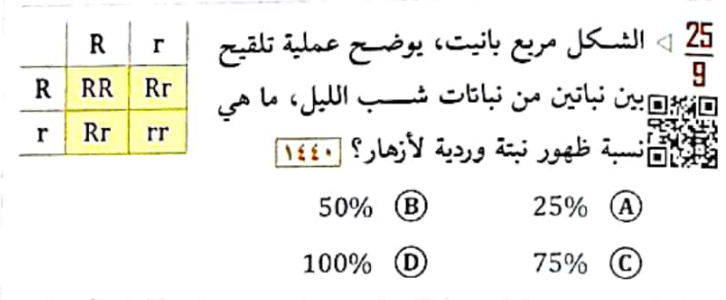 25
9
◁ الشكل مربع بانيت، يوضح عملية تلقيح
بين نباتين من نباتات شب الليل، ما هي
نسبة ظهور نبتة وردية لأزهار؟ ١٤٤٠
R r
R RR Rr
r Rr rr
A 25% B 50%
C 75% D 100%